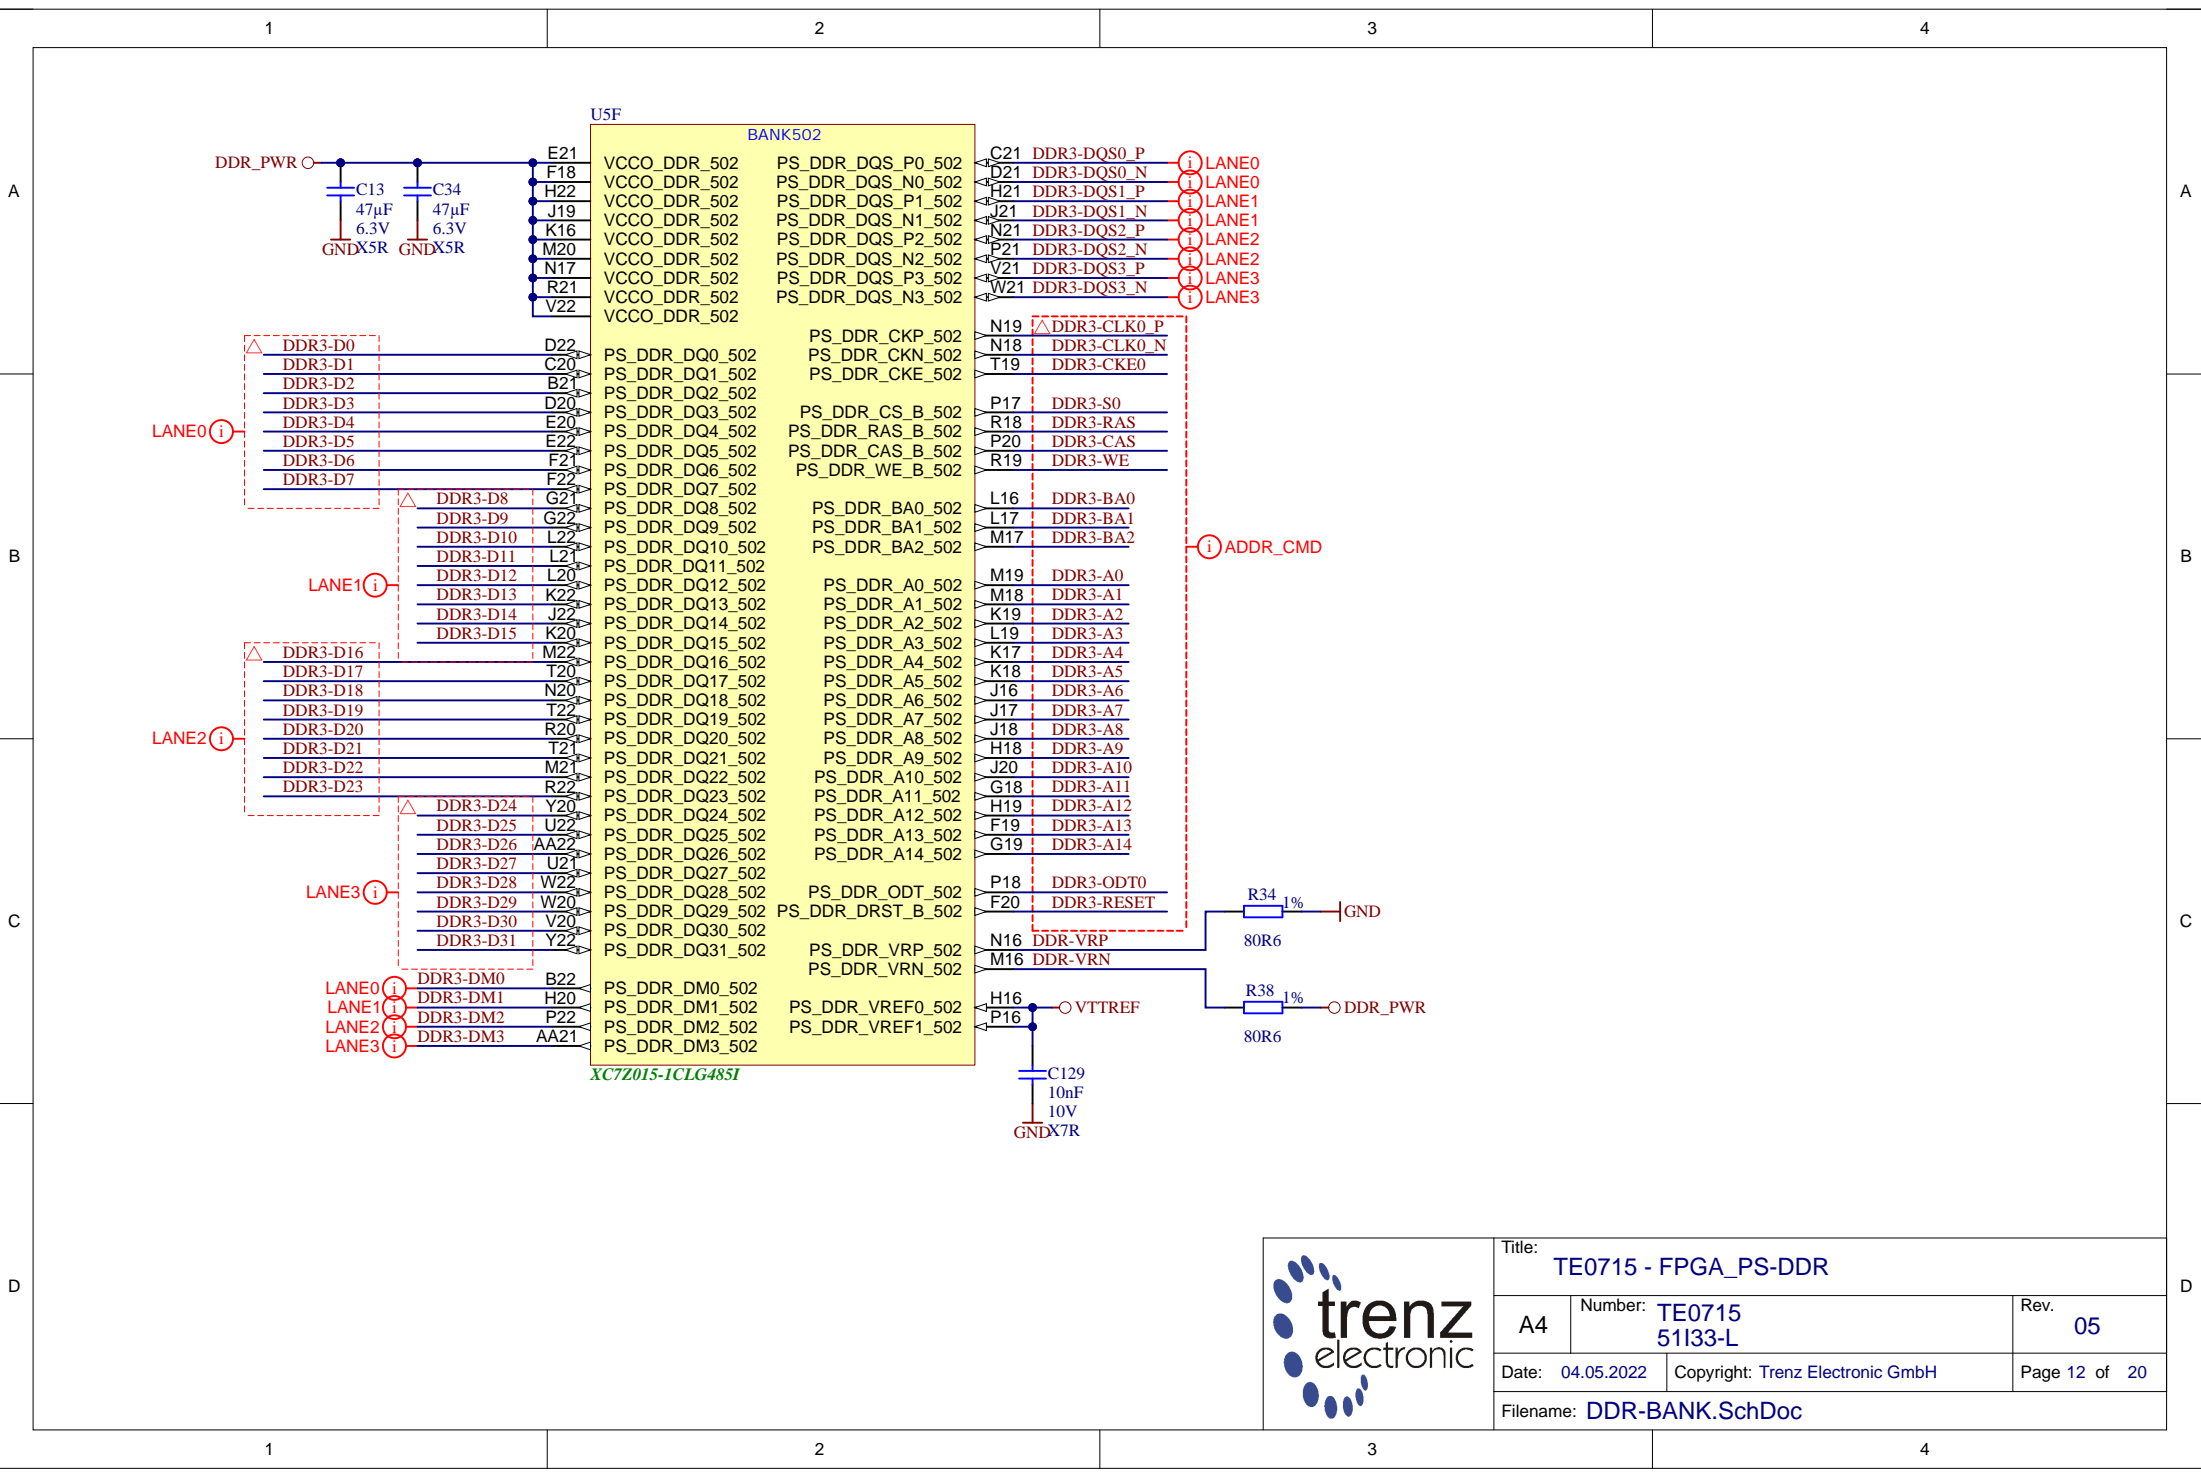 1 2 3 4
A A
B B
C C
D D
U5F
BANK502
DDR_PWR
C13
47µF
6.3V
X5R
GND
C34
47µF
6.3V
X5R
GND
E21 VCCO_DDR_502
F18 VCCO_DDR_502
H22 VCCO_DDR_502
J19 VCCO_DDR_502
K16 VCCO_DDR_502
M20 VCCO_DDR_502
N17 VCCO_DDR_502
R21 VCCO_DDR_502
V22 VCCO_DDR_502
LANE0 i
DDR3-D0 D22 PS_DDR_DQ0_502
DDR3-D1 C20 PS_DDR_DQ1_502
DDR3-D2 B21 PS_DDR_DQ2_502
DDR3-D3 D20 PS_DDR_DQ3_502
DDR3-D4 E20 PS_DDR_DQ4_502
DDR3-D5 E22 PS_DDR_DQ5_502
DDR3-D6 F21 PS_DDR_DQ6_502
DDR3-D7 F22 PS_DDR_DQ7_502
LANE1 i
DDR3-D8 G21 PS_DDR_DQ8_502
DDR3-D9 G22 PS_DDR_DQ9_502
DDR3-D10 L22 PS_DDR_DQ10_502
DDR3-D11 L21 PS_DDR_DQ11_502
DDR3-D12 L20 PS_DDR_DQ12_502
DDR3-D13 K22 PS_DDR_DQ13_502
DDR3-D14 J22 PS_DDR_DQ14_502
DDR3-D15 K20 PS_DDR_DQ15_502
LANE2 i
DDR3-D16 M22 PS_DDR_DQ16_502
DDR3-D17 T20 PS_DDR_DQ17_502
DDR3-D18 N20 PS_DDR_DQ18_502
DDR3-D19 T22 PS_DDR_DQ19_502
DDR3-D20 R20 PS_DDR_DQ20_502
DDR3-D21 T21 PS_DDR_DQ21_502
DDR3-D22 M21 PS_DDR_DQ22_502
DDR3-D23 R22 PS_DDR_DQ23_502
LANE3 i
DDR3-D24 Y20 PS_DDR_DQ24_502
DDR3-D25 U22 PS_DDR_DQ25_502
DDR3-D26 AA22 PS_DDR_DQ26_502
DDR3-D27 U21 PS_DDR_DQ27_502
DDR3-D28 W22 PS_DDR_DQ28_502
DDR3-D29 W20 PS_DDR_DQ29_502
DDR3-D30 V20 PS_DDR_DQ30_502
DDR3-D31 Y22 PS_DDR_DQ31_502
LANE0 i DDR3-DM0 B22 PS_DDR_DM0_502
LANE1 i DDR3-DM1 H20 PS_DDR_DM1_502
LANE2 i DDR3-DM2 P22 PS_DDR_DM2_502
LANE3 i DDR3-DM3 AA21 PS_DDR_DM3_502
XC7Z015-1CLG485I
PS_DDR_DQS_P0_502 C21 DDR3-DQS0_P i LANE0
PS_DDR_DQS_N0_502 D21 DDR3-DQS0_N i LANE0
PS_DDR_DQS_P1_502 H21 DDR3-DQS1_P i LANE1
PS_DDR_DQS_N1_502 J21 DDR3-DQS1_N i LANE1
PS_DDR_DQS_P2_502 N21 DDR3-DQS2_P i LANE2
PS_DDR_DQS_N2_502 P21 DDR3-DQS2_N i LANE2
PS_DDR_DQS_P3_502 V21 DDR3-DQS3_P i LANE3
PS_DDR_DQS_N3_502 W21 DDR3-DQS3_N i LANE3
PS_DDR_CKP_502 N19 DDR3-CLK0_P
PS_DDR_CKN_502 N18 DDR3-CLK0_N
PS_DDR_CKE_502 T19 DDR3-CKE0
PS_DDR_CS_B_502 P17 DDR3-S0
PS_DDR_RAS_B_502 R18 DDR3-RAS
PS_DDR_CAS_B_502 P20 DDR3-CAS
PS_DDR_WE_B_502 R19 DDR3-WE
PS_DDR_BA0_502 L16 DDR3-BA0
PS_DDR_BA1_502 L17 DDR3-BA1
PS_DDR_BA2_502 M17 DDR3-BA2
i ADDR_CMD
PS_DDR_A0_502 M19 DDR3-A0
PS_DDR_A1_502 M18 DDR3-A1
PS_DDR_A2_502 K19 DDR3-A2
PS_DDR_A3_502 L19 DDR3-A3
PS_DDR_A4_502 K17 DDR3-A4
PS_DDR_A5_502 K18 DDR3-A5
PS_DDR_A6_502 J16 DDR3-A6
PS_DDR_A7_502 J17 DDR3-A7
PS_DDR_A8_502 J18 DDR3-A8
PS_DDR_A9_502 H18 DDR3-A9
PS_DDR_A10_502 J20 DDR3-A10
PS_DDR_A11_502 G18 DDR3-A11
PS_DDR_A12_502 H19 DDR3-A12
PS_DDR_A13_502 F19 DDR3-A13
PS_DDR_A14_502 G19 DDR3-A14
PS_DDR_ODT_502 P18 DDR3-ODT0
PS_DDR_DRST_B_502 F20 DDR3-RESET
PS_DDR_VRP_502 N16 DDR-VRP
PS_DDR_VRN_502 M16 DDR-VRN
R34 1% GND
80R6
R38 1% DDR_PWR
80R6
PS_DDR_VREF0_502 H16 VTTREF
PS_DDR_VREF1_502 P16
C129
10nF
10V
X7R
GND
trenz
electronic
Title:
TE0715 - FPGA_PS-DDR
A4
Number: TE0715
51I33-L
Rev.
05
Date: 04.05.2022
Copyright: Trenz Electronic GmbH
Page 12 of 20
Filename: DDR-BANK.SchDoc
1 2 3 4